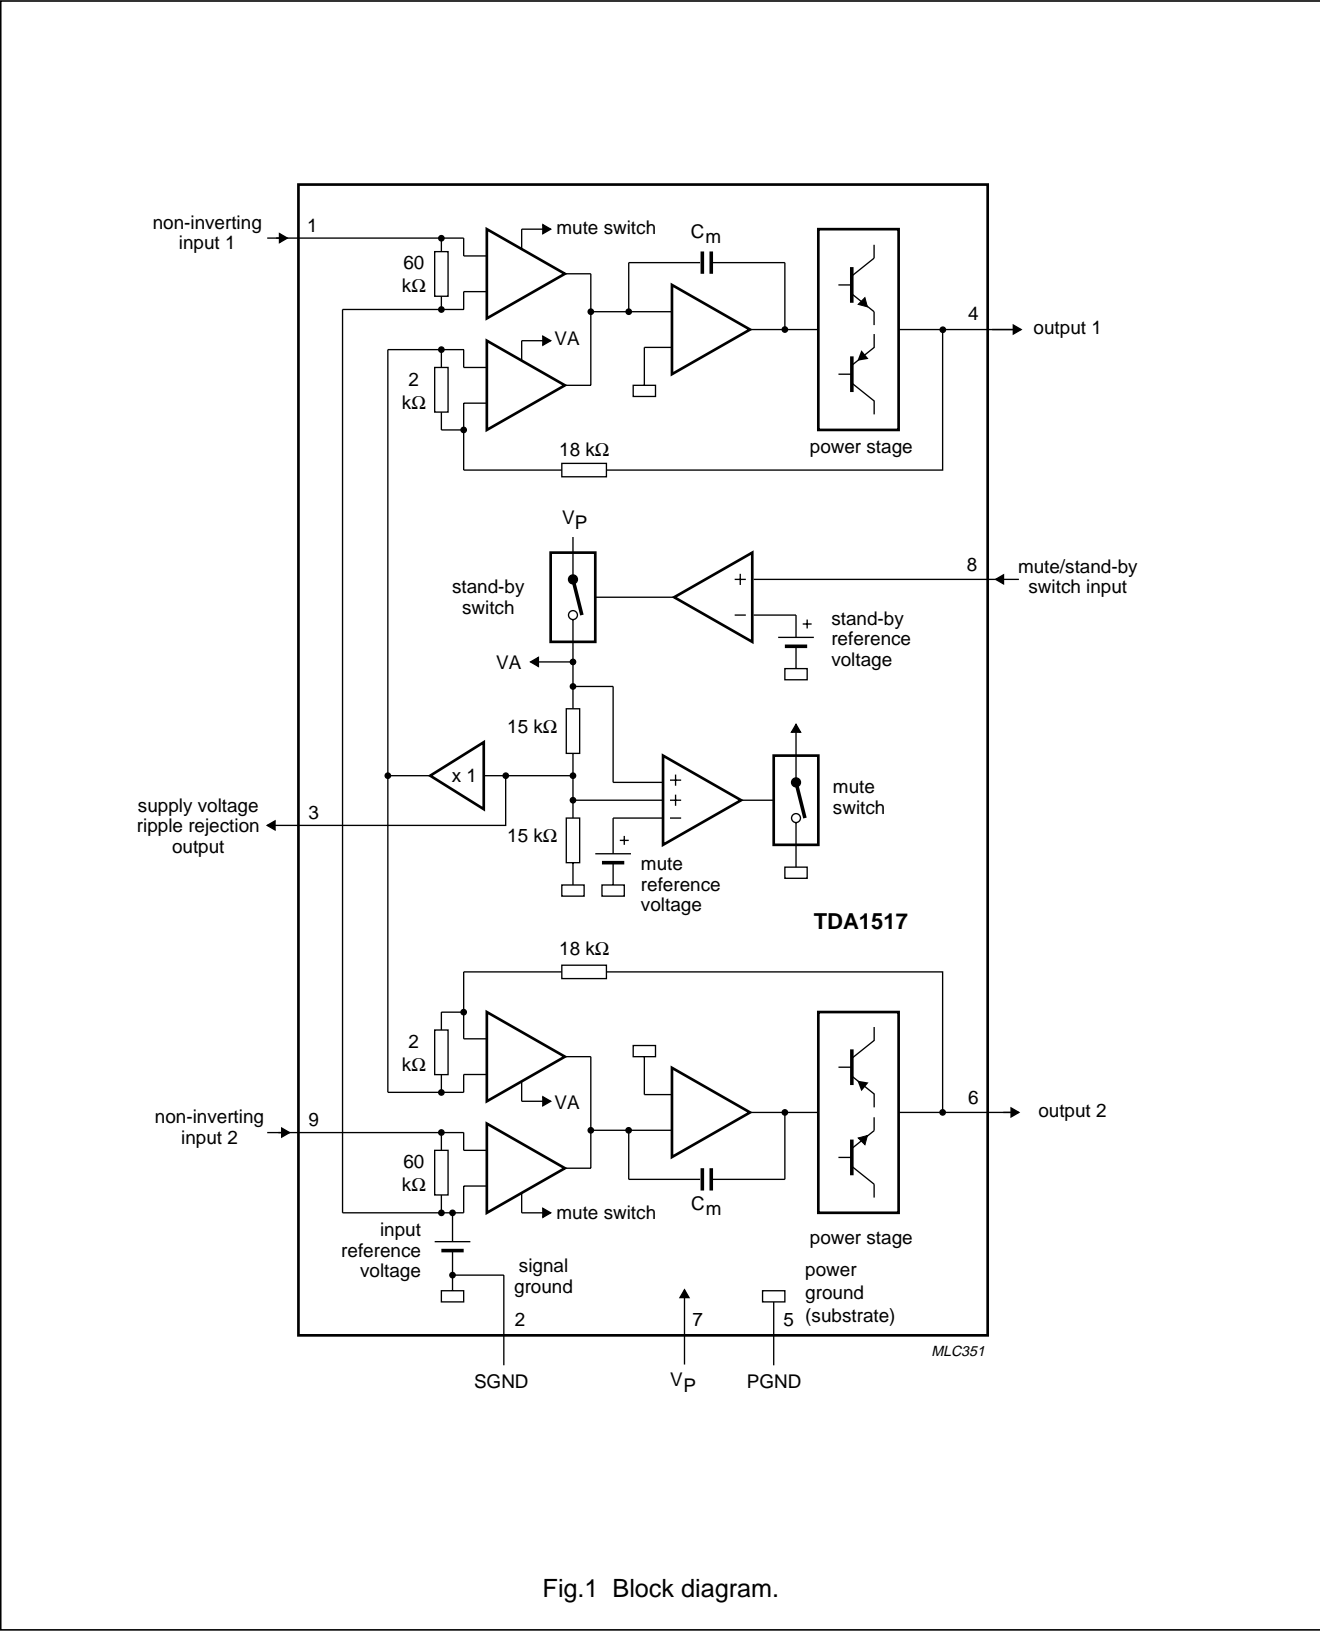 non-inverting
input 1
1
60
kΩ
mute switch
Cm
4
output 1
VA
2
kΩ
power stage
18 kΩ
VP
stand-by
switch
+
−
8
mute/stand-by
switch input
+
stand-by
reference
voltage
VA
15 kΩ
x 1
+
+
−
mute
switch
supply voltage
ripple rejection
output
3
15 kΩ
+
mute
reference
voltage
TDA1517
18 kΩ
2
kΩ
VA
6
output 2
non-inverting
input 2
9
60
kΩ
mute switch
Cm
power stage
input
reference
voltage
signal
ground
power
ground
(substrate)
2
7
5
MLC351
SGND
VP
PGND
Fig.1 Block diagram.